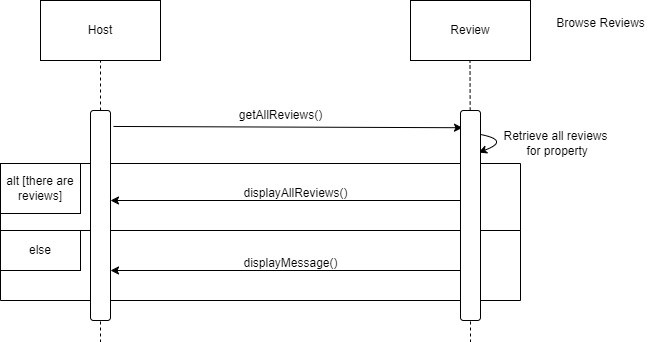 Host
Review
Browse Reviews
getAllReviews()
Retrieve all reviews
for property
alt [there are
reviews]
displayAllReviews()
else
displayMessage()